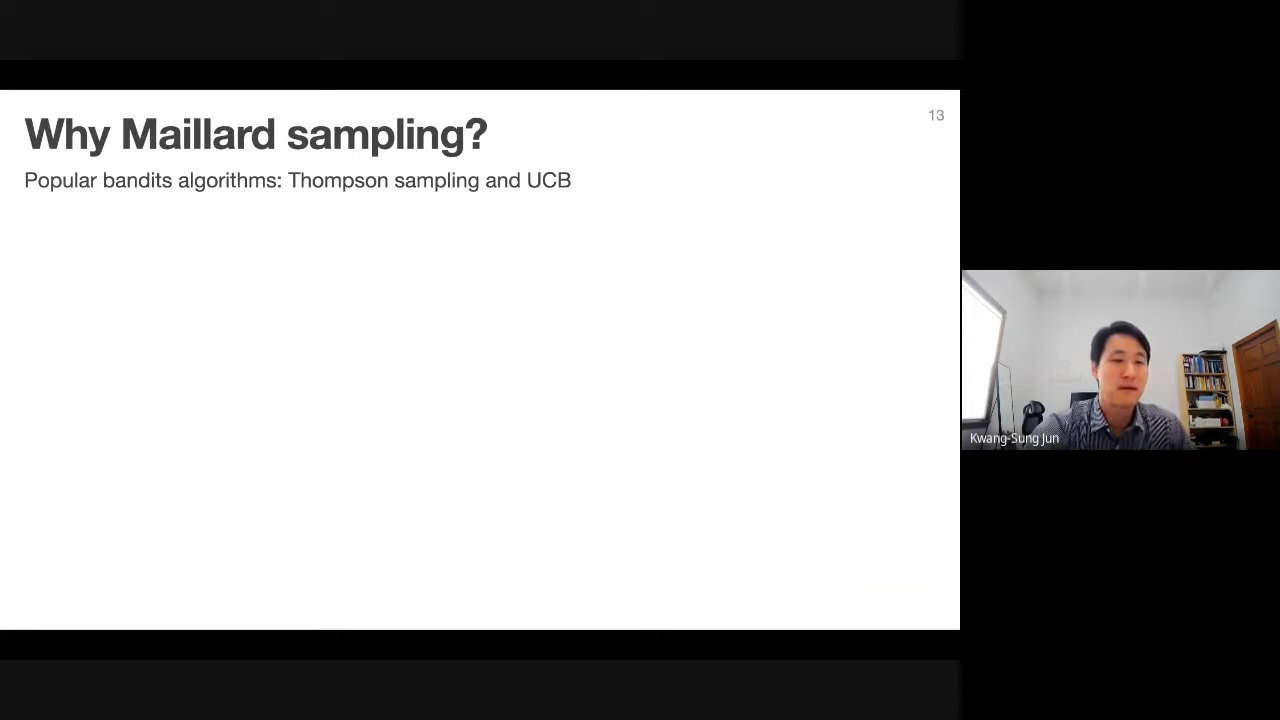 Why Maillard sampling?
13
Popular bandits algorithms: Thompson sampling and UCB
Kwang-Sung Jun